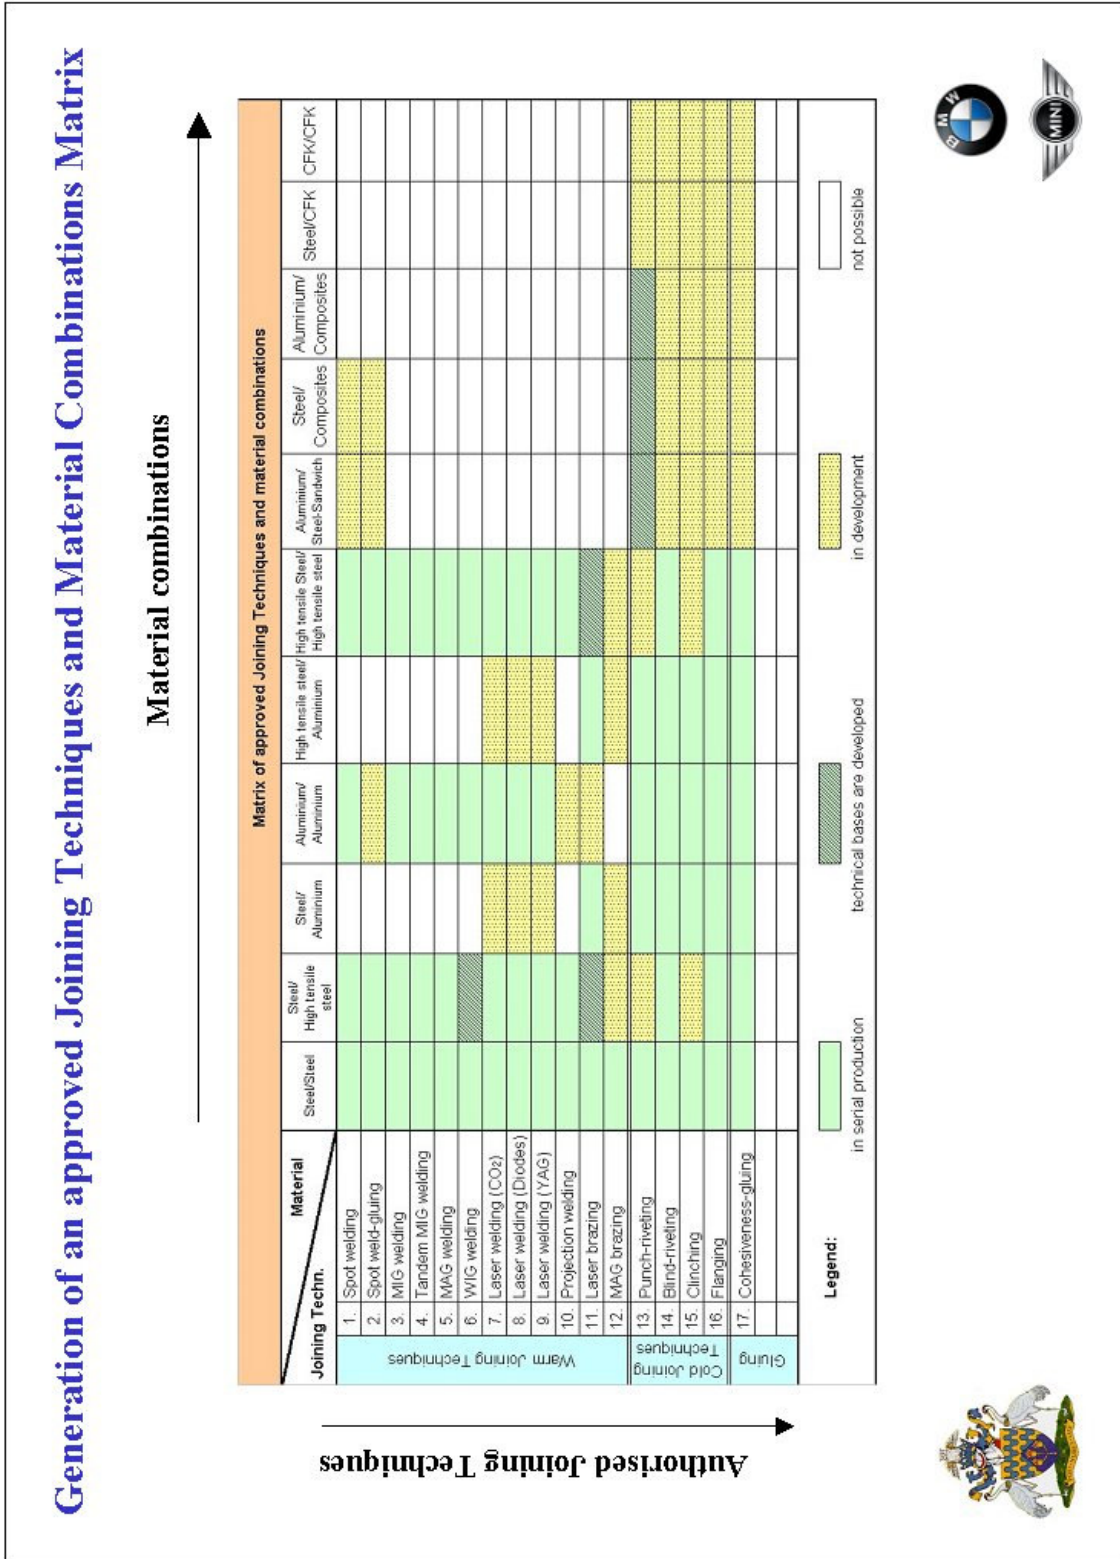 Generation of an approved Joining Techniques and Material Combinations Matrix
Material combinations
Authorised Joining Techniques
Matrix of approved Joining Techniques and material combinations
Material
Joining Techn.
Steel/Steel
Steel/
High tensile
steel
Steel/
Aluminium
Aluminium/
Aluminium
High tensile steel/
Aluminium
High tensile Steel/
High tensile steel
Aluminium/
Steel-Sandwich
Steel/
Composites
Aluminium/
Composites
Steel/CFK
CFK/CFK
Warm Joining Techniques
1. Spot welding
2. Spot weld-gluing
3. MIG welding
4. Tandem MIG welding
5. MAG welding
6. WIG welding
7. Laser welding (CO2)
8. Laser welding (Diodes)
9. Laser welding (YAG)
10. Projection welding
11. Laser brazing
12. MAG brazing
Cold Joining
Techniques
13. Punch-riveting
14. Blind-riveting
15. Clinching
16. Flanging
Gluing
17. Cohesiveness-gluing
Legend:
in serial production
technical bases are developed
in development
not possible
BMW
MINI